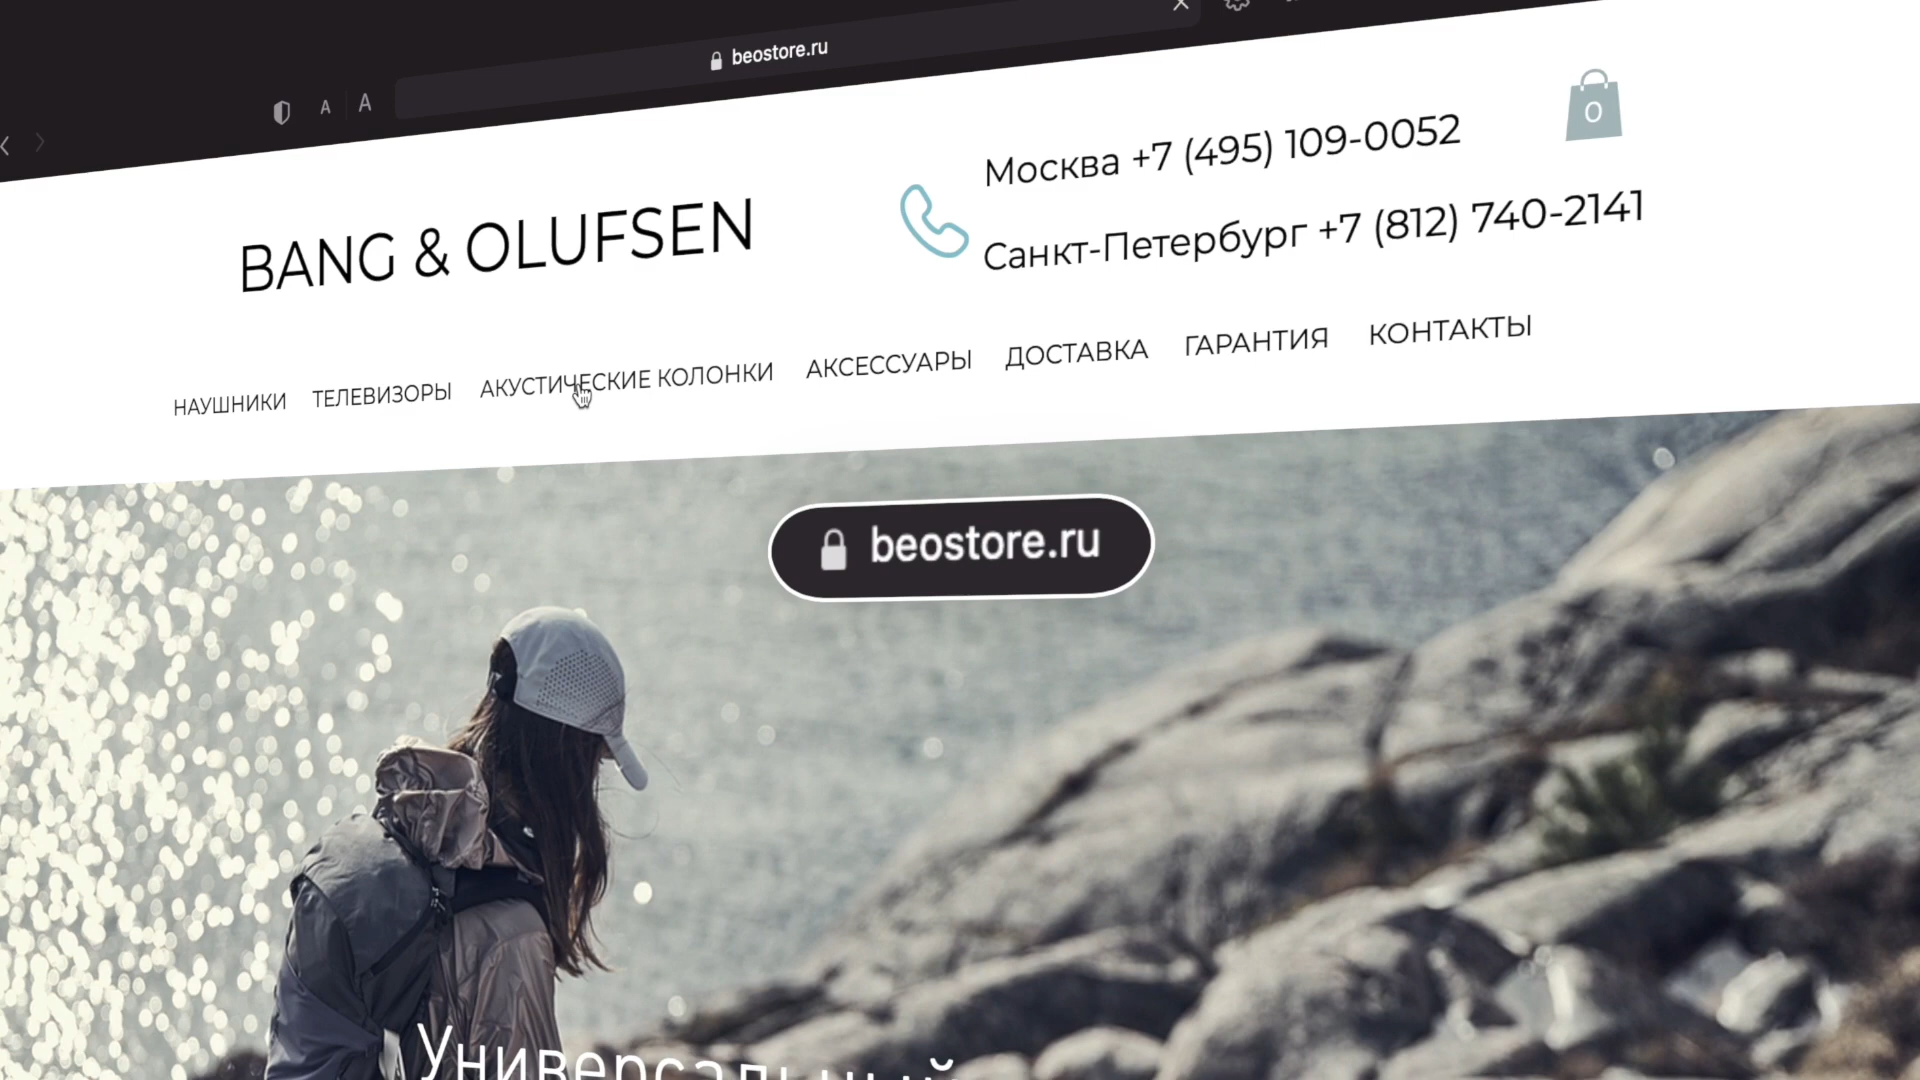 beostore.ru
A A
Москва +7 (495) 109-0052
0
BANG & OLUFSEN
Санкт-Петербург +7 (812) 740-2141
НАУШНИКИ ТЕЛЕВИЗОРЫ АКУСТИЧЕСКИЕ КОЛОНКИ АКСЕССУАРЫ ДОСТАВКА ГАРАНТИЯ КОНТАКТЫ
beostore.ru
Универсальный